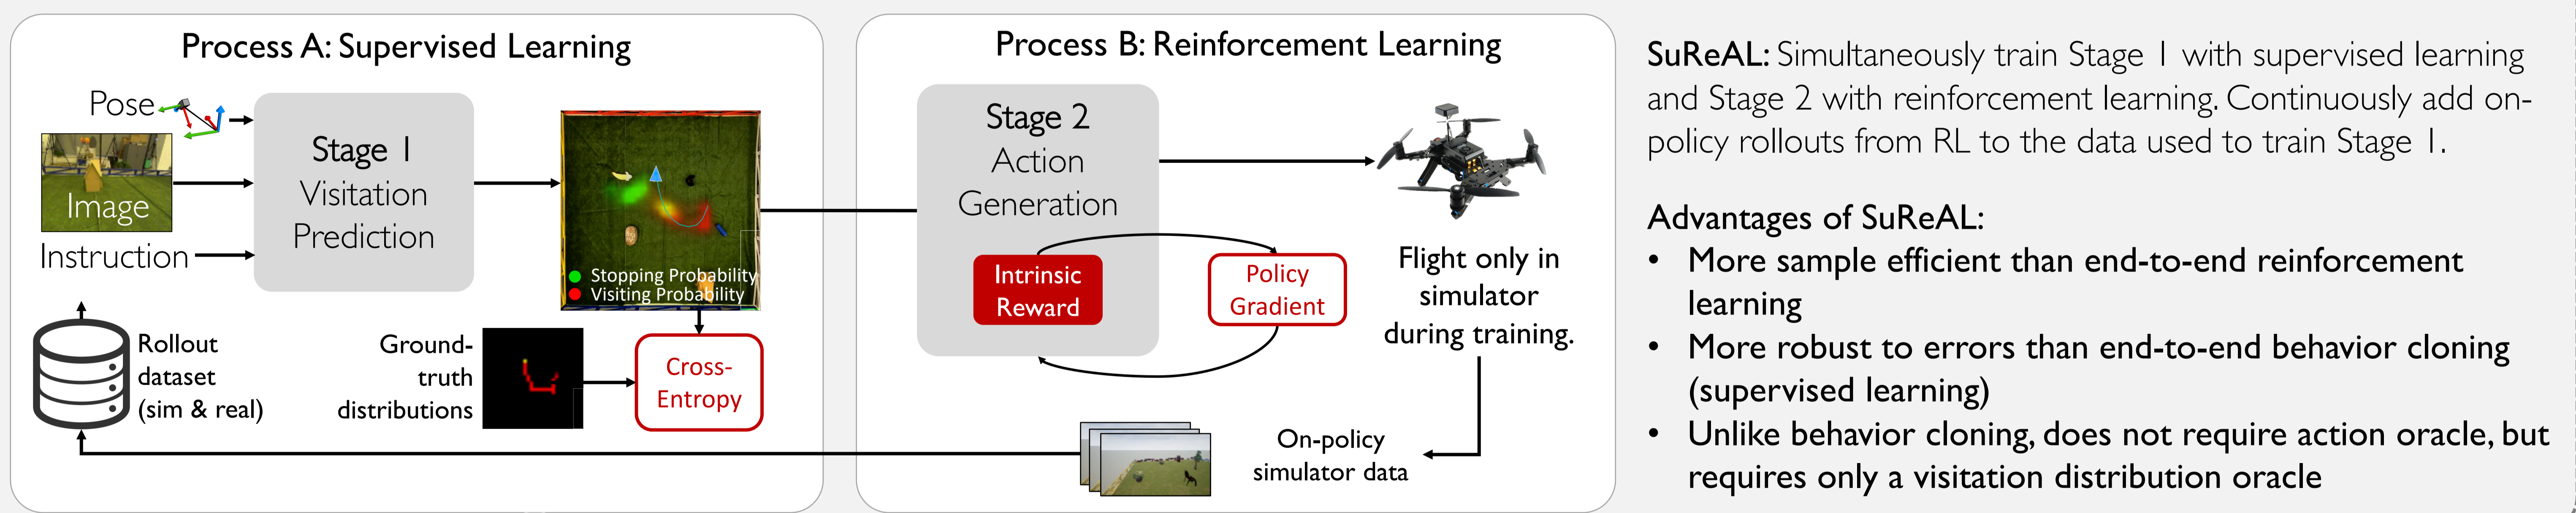 Process A: Supervised Learning
Pose
Image
Instruction
Stage 1
Visitation
Prediction
Stopping Probability
Visiting Probability
Rollout
dataset
(sim & real)
Ground-
truth
distributions
Cross-
Entropy
Process B: Reinforcement Learning
Stage 2
Action
Generation
Intrinsic
Reward
Policy
Gradient
Flight only in
simulator
during training.
On-policy
simulator data
SuReAL: Simultaneously train Stage 1 with supervised learning
and Stage 2 with reinforcement learning. Continuously add on-
policy rollouts from RL to the data used to train Stage 1.
Advantages of SuReAL:
• More sample efficient than end-to-end reinforcement
learning
• More robust to errors than end-to-end behavior cloning
(supervised learning)
• Unlike behavior cloning, does not require action oracle, but
requires only a visitation distribution oracle